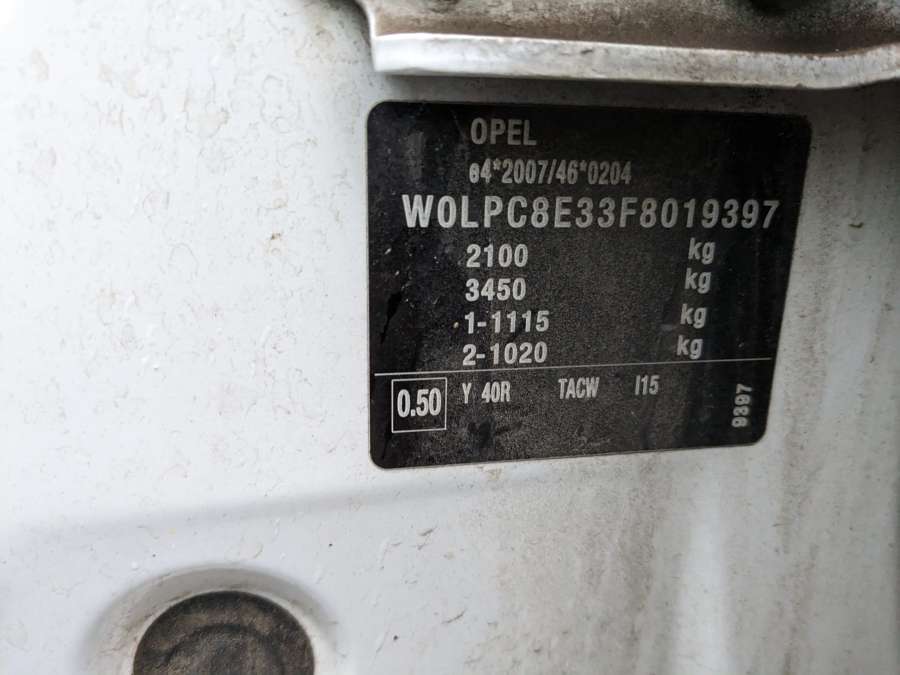 OPEL
e4*2007/46*0204
W0LPC8E33F8019397
2100 kg
3450 kg
1-1115 kg
2-1020 kg
0.50 Y 40R TACW I15
9397